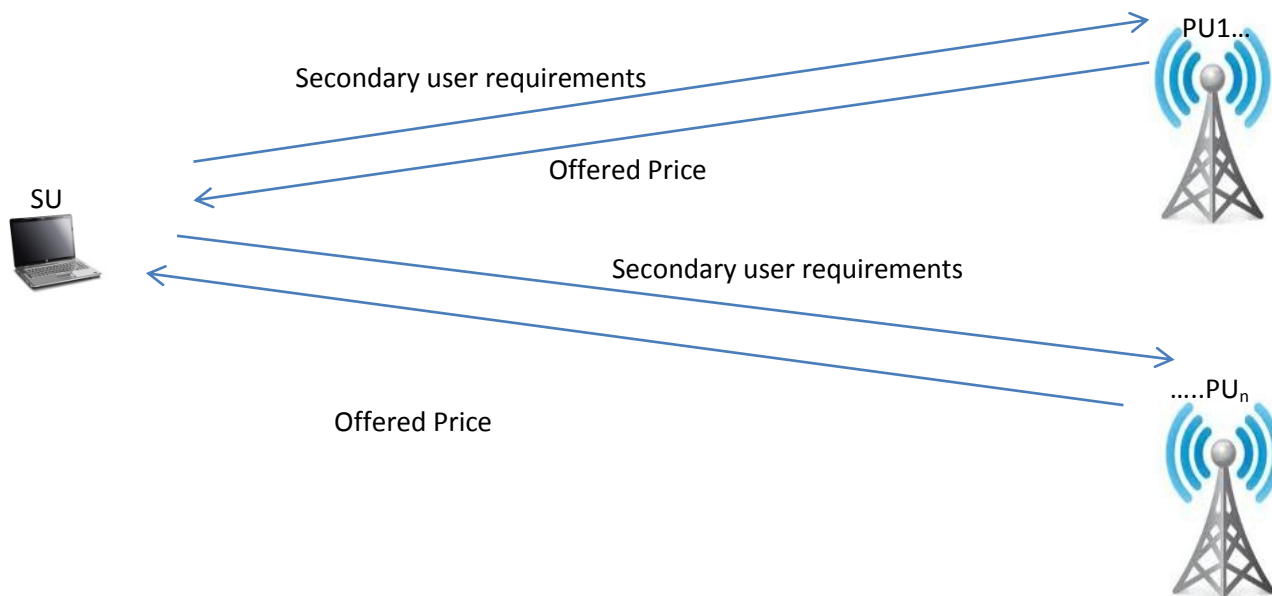 PU1...
Secondary user requirements
Offered Price
SU
Secondary user requirements
.....PUn
Offered Price